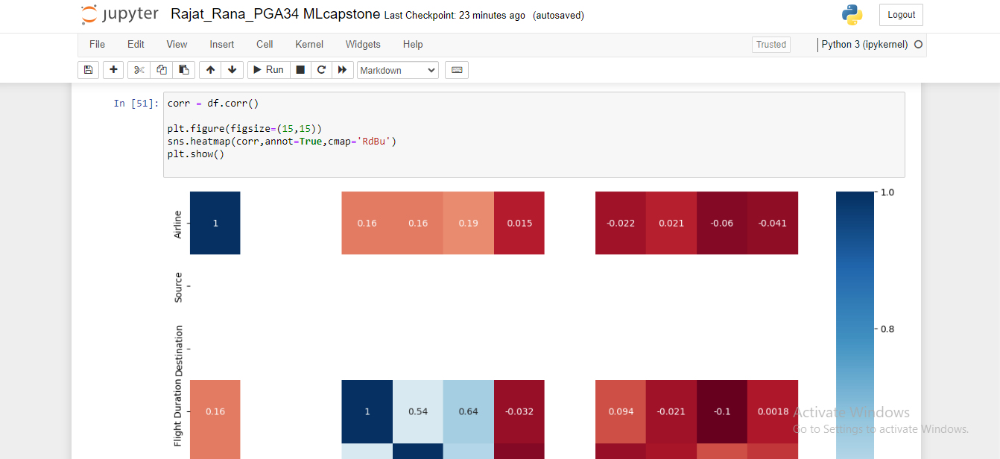 jupyter Rajat_Rana_PGA34 MLcapstone Last Checkpoint: 23 minutes ago (autosaved)
Logout
File Edit View Insert Cell Kernel Widgets Help
Trusted Python 3 (ipykernel)
Run Markdown
In [51]: corr = df.corr()
plt.figure(figsize=(15,15))
sns.heatmap(corr,annot=True,cmap='RdBu')
plt.show()
Airline 1 0.16 0.16 0.19 0.015 -0.022 0.021 -0.06 -0.041 1.0
Source
0.8
Destination
Flight Duration 0.16 1 0.54 0.64 -0.032 0.094 -0.021 -0.1 0.0018
Activate Windows
Go to Settings to activate Windows.